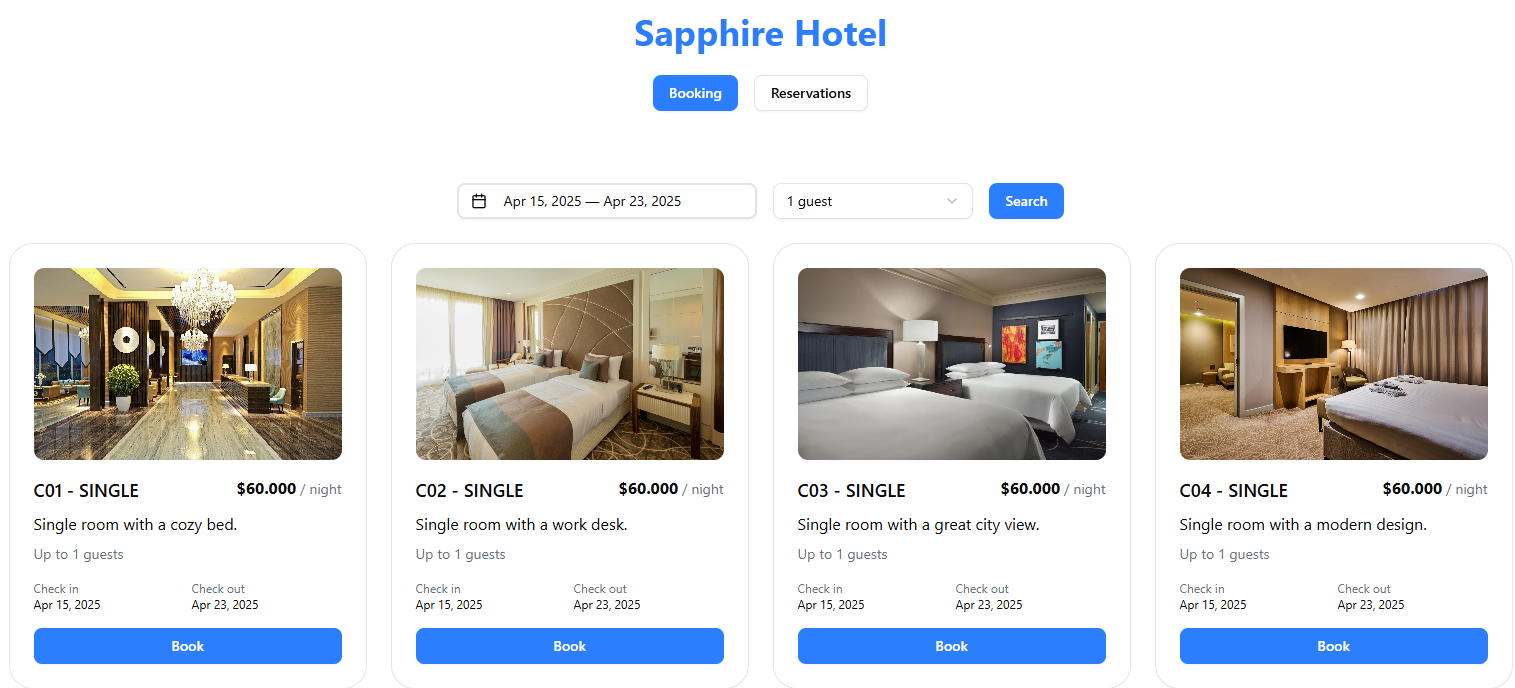 Sapphire Hotel
Booking
Reservations
Apr 15, 2025 — Apr 23, 2025
1 guest
Search
C01 - SINGLE
$60.000 / night
Single room with a cozy bed.
Up to 1 guests
Check in
Check out
Apr 15, 2025
Apr 23, 2025
Book
C02 - SINGLE
$60.000 / night
Single room with a work desk.
Up to 1 guests
Check in
Check out
Apr 15, 2025
Apr 23, 2025
Book
C03 - SINGLE
$60.000 / night
Single room with a great city view.
Up to 1 guests
Check in
Check out
Apr 15, 2025
Apr 23, 2025
Book
C04 - SINGLE
$60.000 / night
Single room with a modern design.
Up to 1 guests
Check in
Check out
Apr 15, 2025
Apr 23, 2025
Book